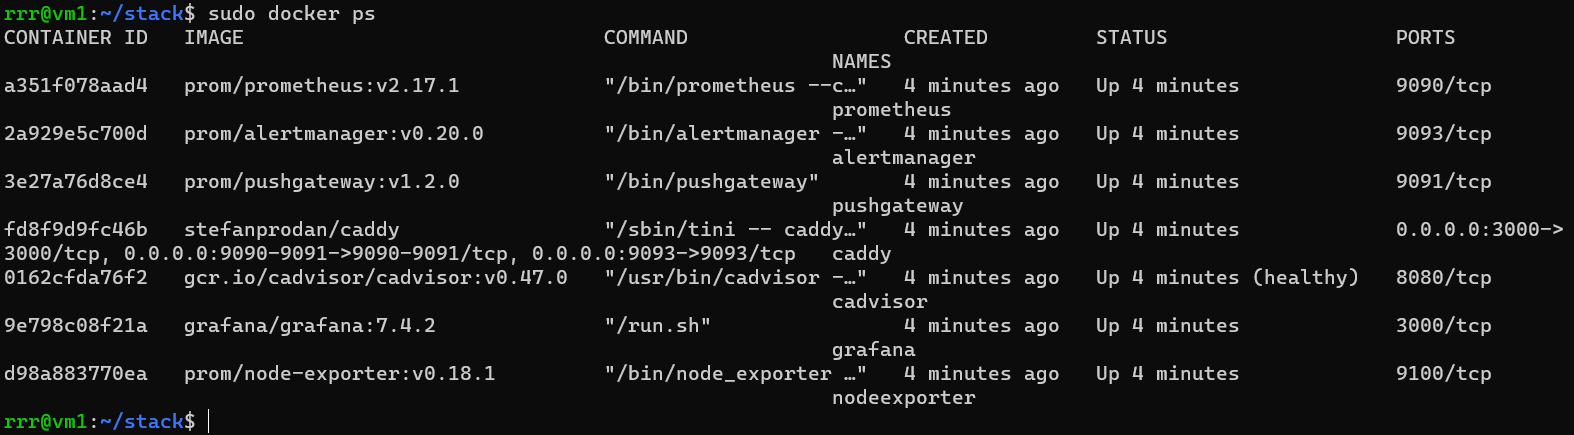 rrr@vm1:~/stack$ sudo docker ps
CONTAINER ID   IMAGE                              COMMAND                  CREATED         STATUS                   PORTS
                                                                     NAMES
a351f078aad4   prom/prometheus:v2.17.1            "/bin/prometheus --c…"   4 minutes ago   Up 4 minutes             9090/tcp
                                                                     prometheus
2a929e5c700d   prom/alertmanager:v0.20.0          "/bin/alertmanager -…"   4 minutes ago   Up 4 minutes             9093/tcp
                                                                     alertmanager
3e27a76d8ce4   prom/pushgateway:v1.2.0            "/bin/pushgateway"       4 minutes ago   Up 4 minutes             9091/tcp
                                                                     pushgateway
fd8f9d9fc46b   stefanprodan/caddy                 "/sbin/tini -- caddy…"   4 minutes ago   Up 4 minutes             0.0.0.0:3000->
3000/tcp, 0.0.0.0:9090-9091->9090-9091/tcp, 0.0.0.0:9093->9093/tcp   caddy
0162cfda76f2   gcr.io/cadvisor/cadvisor:v0.47.0   "/usr/bin/cadvisor -…"   4 minutes ago   Up 4 minutes (healthy)   8080/tcp
                                                                     cadvisor
9e798c08f21a   grafana/grafana:7.4.2              "/run.sh"                4 minutes ago   Up 4 minutes             3000/tcp
                                                                     grafana
d98a883770ea   prom/node-exporter:v0.18.1         "/bin/node_exporter …"   4 minutes ago   Up 4 minutes             9100/tcp
                                                                     nodeexporter
rrr@vm1:~/stack$